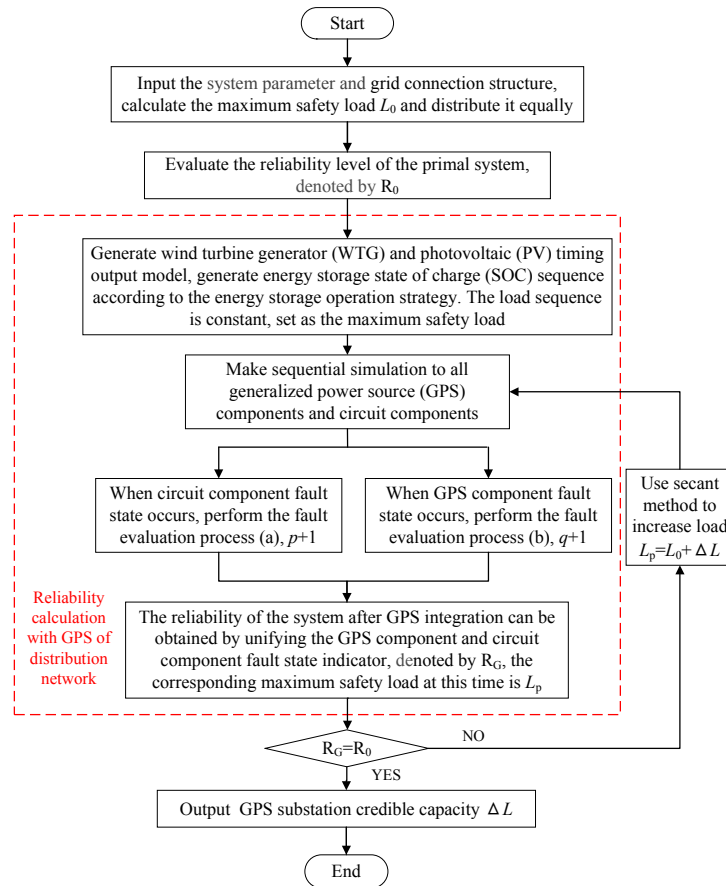 Start
Input the system parameter and grid connection structure,
calculate the maximum safety load L₀ and distribute it equally
Evaluate the reliability level of the primal system,
denoted by R₀
Generate wind turbine generator (WTG) and photovoltaic (PV) timing
output model, generate energy storage state of charge (SOC) sequence
according to the energy storage operation strategy. The load sequence
is constant, set as the maximum safety load
Make sequential simulation to all
generalized power source (GPS)
components and circuit components
When circuit component fault
state occurs, perform the fault
evaluation process (a), p+1
When GPS component fault
state occurs, perform the fault
evaluation process (b), q+1
Use secant
method to
increase load
Lₚ=L₀+ΔL
Reliability
calculation
with GPS of
distribution
network
The reliability of the system after GPS integration can be
obtained by unifying the GPS component and circuit
component fault state indicator, denoted by R_G, the
corresponding maximum safety load at this time is Lₚ
R_G=R₀
NO
YES
Output GPS substation credible capacity ΔL
End